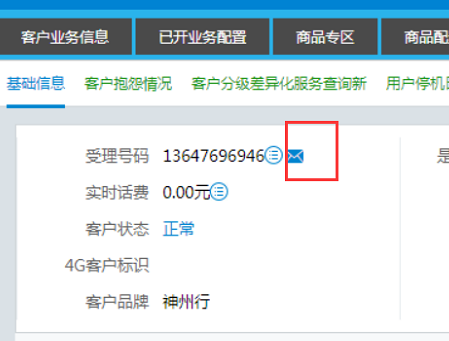 客户业务信息 已开业务配置 商品专区 商品配
基础信息 客户抱怨情况 客户分级差异化服务查询新 用户停机
受理号码 13647696946
实时话费 0.00元
客户状态 正常
4G客户标识
客户品牌 神州行